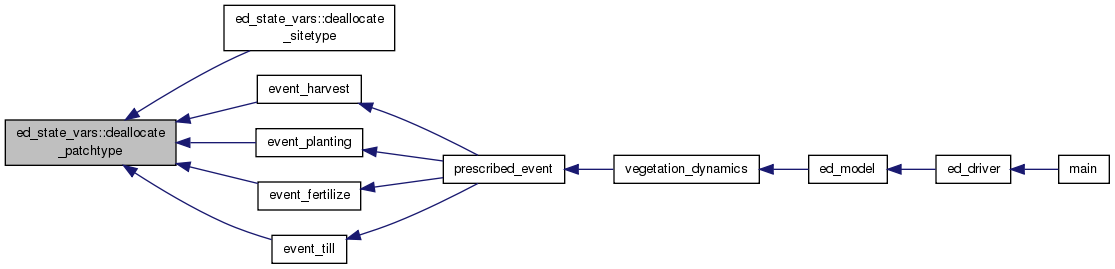 ed_state_vars::deallocate
_sitetype
event_harvest
ed_state_vars::deallocate
_patchtype
event_planting
prescribed_event
vegetation_dynamics
ed_model
ed_driver
main
event_fertilize
event_till